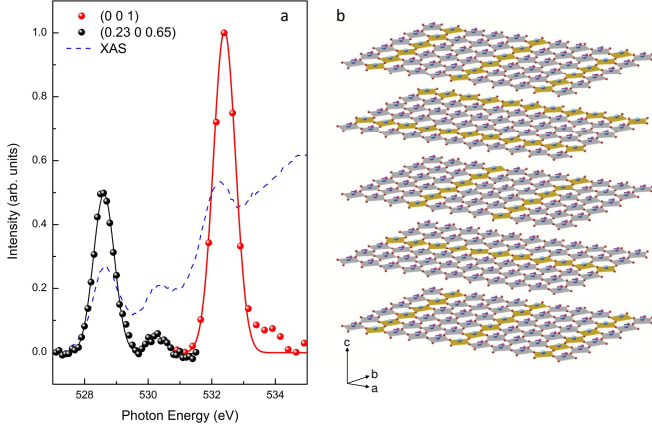 a
(0 0 1)
(0.23 0 0.65)
XAS
1.0
0.8
0.6
0.4
0.2
0.0
Intensity (arb. units)
528
530
532
534
Photon Energy (eV)
b
c
b
a